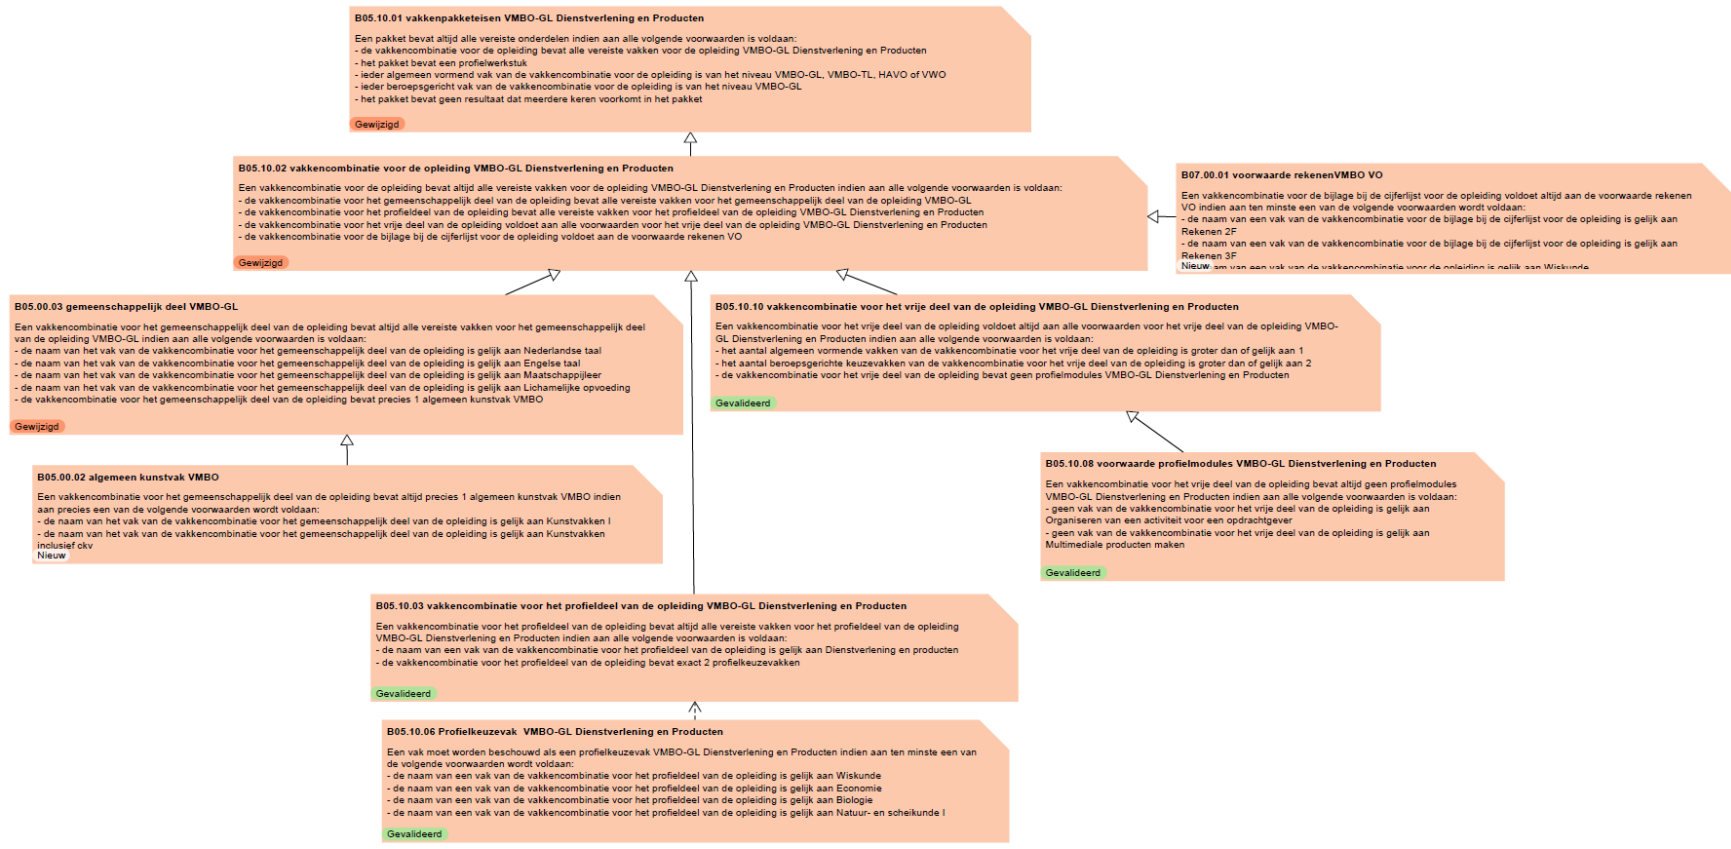 B05.10.01 vakkenpakketeisen VMBO-GL Dienstverlening en Producten
Een pakket bevat altijd alle vereiste onderdelen indien aan alle volgende voorwaarden is voldaan:
- de vakkencombinatie voor de opleiding bevat alle vereiste vakken voor de opleiding VMBO-GL Dienstverlening en Producten
- het pakket bevat een profielwerkstuk
- ieder algemeen vormend vak van de vakkencombinatie voor de opleiding is van het niveau VMBO-GL, VMBO-TL, HAVO of VWO
- ieder beroepsgericht vak van de vakkencombinatie voor de opleiding is van het niveau VMBO-GL
- het pakket bevat geen resultaat dat meerdere keren voorkomt in het pakket
Gewijzigd
B05.10.02 vakkencombinatie voor de opleiding VMBO-GL Dienstverlening en Producten
Een vakkencombinatie voor de opleiding bevat altijd alle vereiste vakken voor de opleiding VMBO-GL Dienstverlening en Producten indien aan alle volgende voorwaarden is voldaan:
- de vakkencombinatie voor het gemeenschappelijk deel van de opleiding bevat alle vereiste vakken voor het gemeenschappelijk deel van de opleiding VMBO-GL
- de vakkencombinatie voor het profieldeel van de opleiding bevat alle vereiste vakken voor het profieldeel van de opleiding VMBO-GL Dienstverlening en Producten
- de vakkencombinatie voor het vrije deel van de opleiding voldoet aan alle voorwaarden voor het vrije deel van de opleiding VMBO-GL Dienstverlening en Producten
- de vakkencombinatie voor de bijlage bij de cijferlijst voor de opleiding voldoet aan de voorwaarde rekenen VO
Gewijzigd
B07.00.01 voorwaarde rekenenVMBO VO
Een vakkencombinatie voor de bijlage bij de cijferlijst voor de opleiding voldoet altijd aan de voorwaarde rekenen
VO indien aan ten minste een van de volgende voorwaarden wordt voldaan:
- de naam van een vak van de vakkencombinatie voor de bijlage bij de cijferlijst voor de opleiding is gelijk aan
Rekenen 2F
- de naam van een vak van de vakkencombinatie voor de bijlage bij de cijferlijst voor de opleiding is gelijk aan
Rekenen 3F
Nieuw van een vak van de vakkencombinatie voor de opleiding is gelijk aan Wiskunde
B05.00.03 gemeenschappelijk deel VMBO-GL
Een vakkencombinatie voor het gemeenschappelijk deel van de opleiding bevat altijd alle vereiste vakken voor het gemeenschappelijk deel
van de opleiding VMBO-GL indien aan alle volgende voorwaarden is voldaan:
- de naam van het vak van de vakkencombinatie voor het gemeenschappelijk deel van de opleiding is gelijk aan Nederlandse taal
- de naam van het vak van de vakkencombinatie voor het gemeenschappelijk deel van de opleiding is gelijk aan Engelse taal
- de naam van het vak van de vakkencombinatie voor het gemeenschappelijk deel van de opleiding is gelijk aan Maatschappijleer
- de naam van het vak van de vakkencombinatie voor het gemeenschappelijk deel van de opleiding is gelijk aan Lichamelijke opvoeding
- de vakkencombinatie voor het gemeenschappelijk deel van de opleiding bevat precies 1 algemeen kunstvak VMBO
Gewijzigd
B05.10.10 vakkencombinatie voor het vrije deel van de opleiding VMBO-GL Dienstverlening en Producten
Een vakkencombinatie voor het vrije deel van de opleiding voldoet altijd aan alle voorwaarden voor het vrije deel van de opleiding VMBO-
GL Dienstverlening en Producten indien aan alle volgende voorwaarden is voldaan:
- het aantal algemeen vormende vakken van de vakkencombinatie voor het vrije deel van de opleiding is groter dan of gelijk aan 1
- het aantal beroepsgerichte keuzevakken van de vakkencombinatie voor het vrije deel van de opleiding is groter dan of gelijk aan 2
- de vakkencombinatie voor het vrije deel van de opleiding bevat geen profielmodules VMBO-GL Dienstverlening en Producten
Gevalideerd
B05.00.02 algemeen kunstvak VMBO
Een vakkencombinatie voor het gemeenschappelijk deel van de opleiding bevat altijd precies 1 algemeen kunstvak VMBO indien
aan precies een van de volgende voorwaarden wordt voldaan:
- de naam van het vak van de vakkencombinatie voor het gemeenschappelijk deel van de opleiding is gelijk aan Kunstvakken I
- de naam van het vak van de vakkencombinatie voor het gemeenschappelijk deel van de opleiding is gelijk aan Kunstvakken
inclusief ckv
Nieuw
B05.10.08 voorwaarde profielmodules VMBO-GL Dienstverlening en Producten
Een vakkencombinatie voor het vrije deel van de opleiding bevat altijd geen profielmodules
VMBO-GL Dienstverlening en Producten indien aan alle volgende voorwaarden is voldaan:
- geen vak van de vakkencombinatie voor het vrije deel van de opleiding is gelijk aan
Organiseren van een activiteit voor een opdrachtgever
- geen vak van de vakkencombinatie voor het vrije deel van de opleiding is gelijk aan
Multimediale producten maken
Gevalideerd
B05.10.03 vakkencombinatie voor het profieldeel van de opleiding VMBO-GL Dienstverlening en Producten
Een vakkencombinatie voor het profieldeel van de opleiding bevat altijd alle vereiste vakken voor het profieldeel van de opleiding
VMBO-GL Dienstverlening en Producten indien aan alle volgende voorwaarden is voldaan:
- de naam van een vak van de vakkencombinatie voor het profieldeel van de opleiding is gelijk aan Dienstverlening en producten
- de vakkencombinatie voor het profieldeel van de opleiding bevat exact 2 profielkeuzevakken
Gevalideerd
B05.10.06 Profielkeuzevak VMBO-GL Dienstverlening en Producten
Een vak moet worden beschouwd als een profielkeuzevak VMBO-GL Dienstverlening en Producten indien aan ten minste een van
de volgende voorwaarden wordt voldaan:
- de naam van een vak van de vakkencombinatie voor het profieldeel van de opleiding is gelijk aan Wiskunde
- de naam van een vak van de vakkencombinatie voor het profieldeel van de opleiding is gelijk aan Economie
- de naam van een vak van de vakkencombinatie voor het profieldeel van de opleiding is gelijk aan Biologie
- de naam van een vak van de vakkencombinatie voor het profieldeel van de opleiding is gelijk aan Natuur- en scheikunde I
Gevalideerd